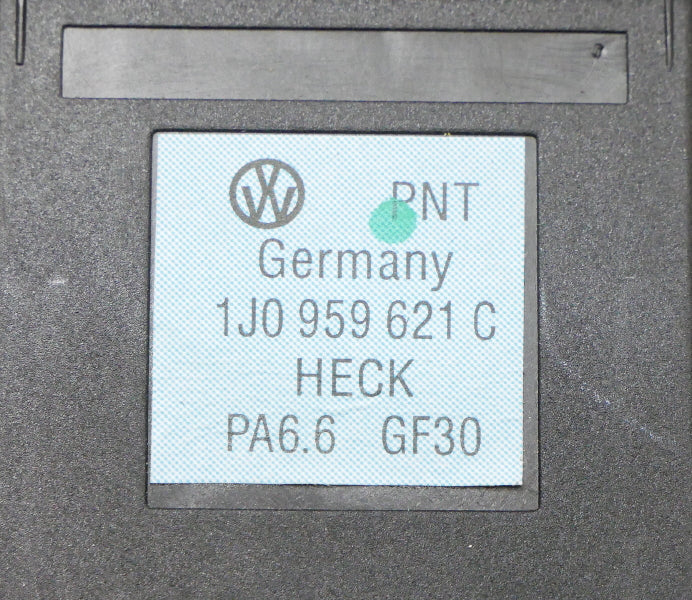 PNT
Germany
1J0 959 621 C
HECK
PA6.6 GF30